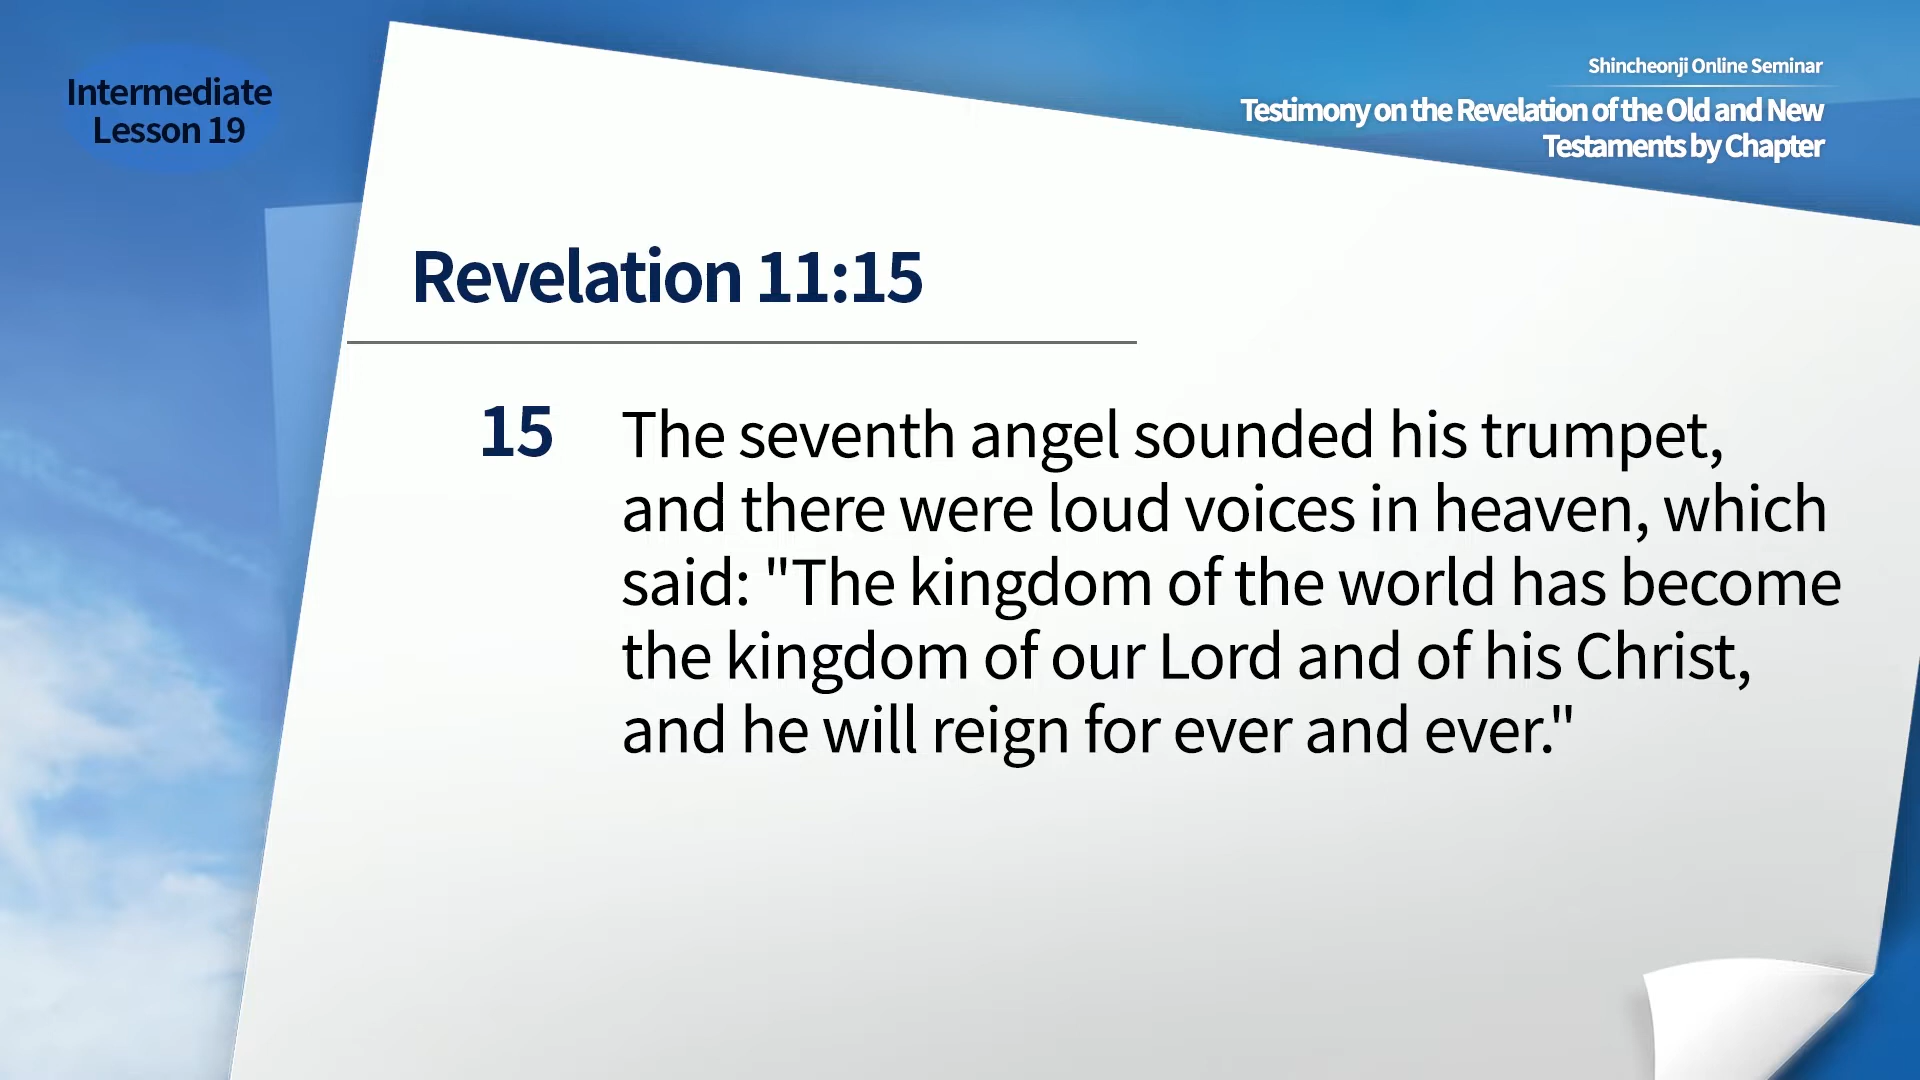 Intermediate
Lesson 19
Shincheonji Online Seminar
Testimony on the Revelation of the Old and New
Testaments by Chapter
Revelation 11:15
15 The seventh angel sounded his trumpet,
and there were loud voices in heaven, which
said: "The kingdom of the world has become
the kingdom of our Lord and of his Christ,
and he will reign for ever and ever."